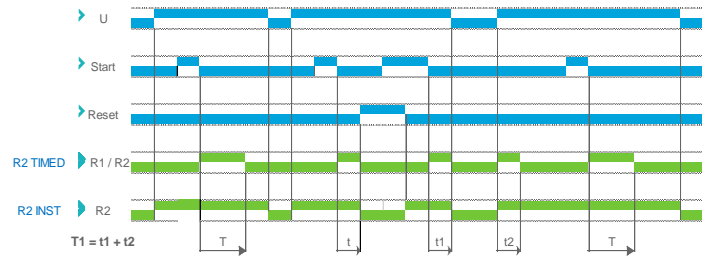 U
Start
Reset
R2 TIMED R1 / R2
R2 INST R2
T1 = t1 + t2 T t t1 t2 T